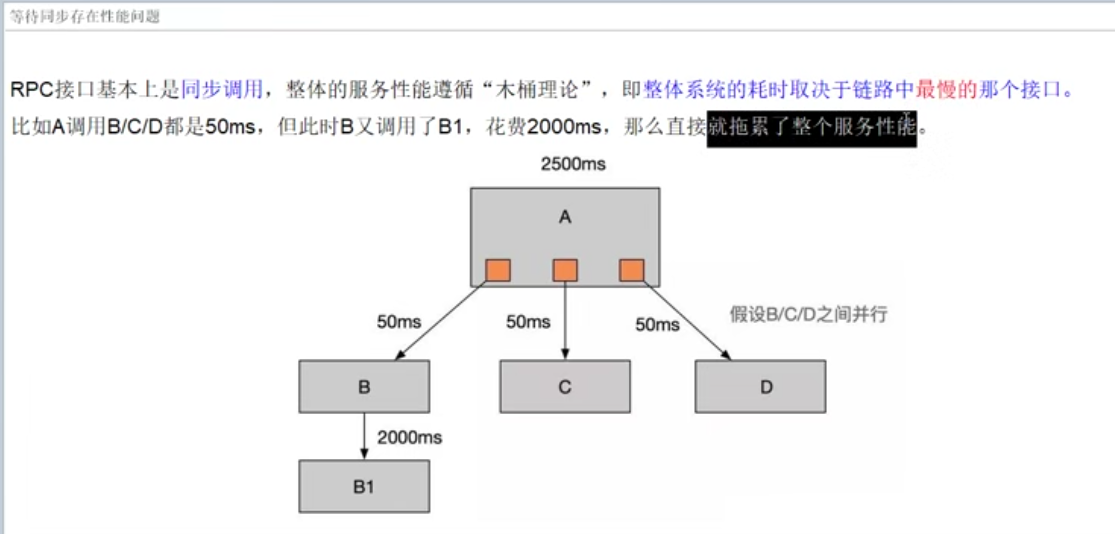 等待同步存在性能问题
RPC接口基本上是同步调用，整体的服务性能遵循“木桶理论”，即整体系统的耗时取决于链路中最慢的那个接口。
比如A调用B/C/D都是50ms，但此时B又调用了B1，花费2000ms，那么直接就拖累了整个服务性能。
2500ms
A
50ms
50ms
50ms
假设B/C/D之间并行
B
C
D
2000ms
B1